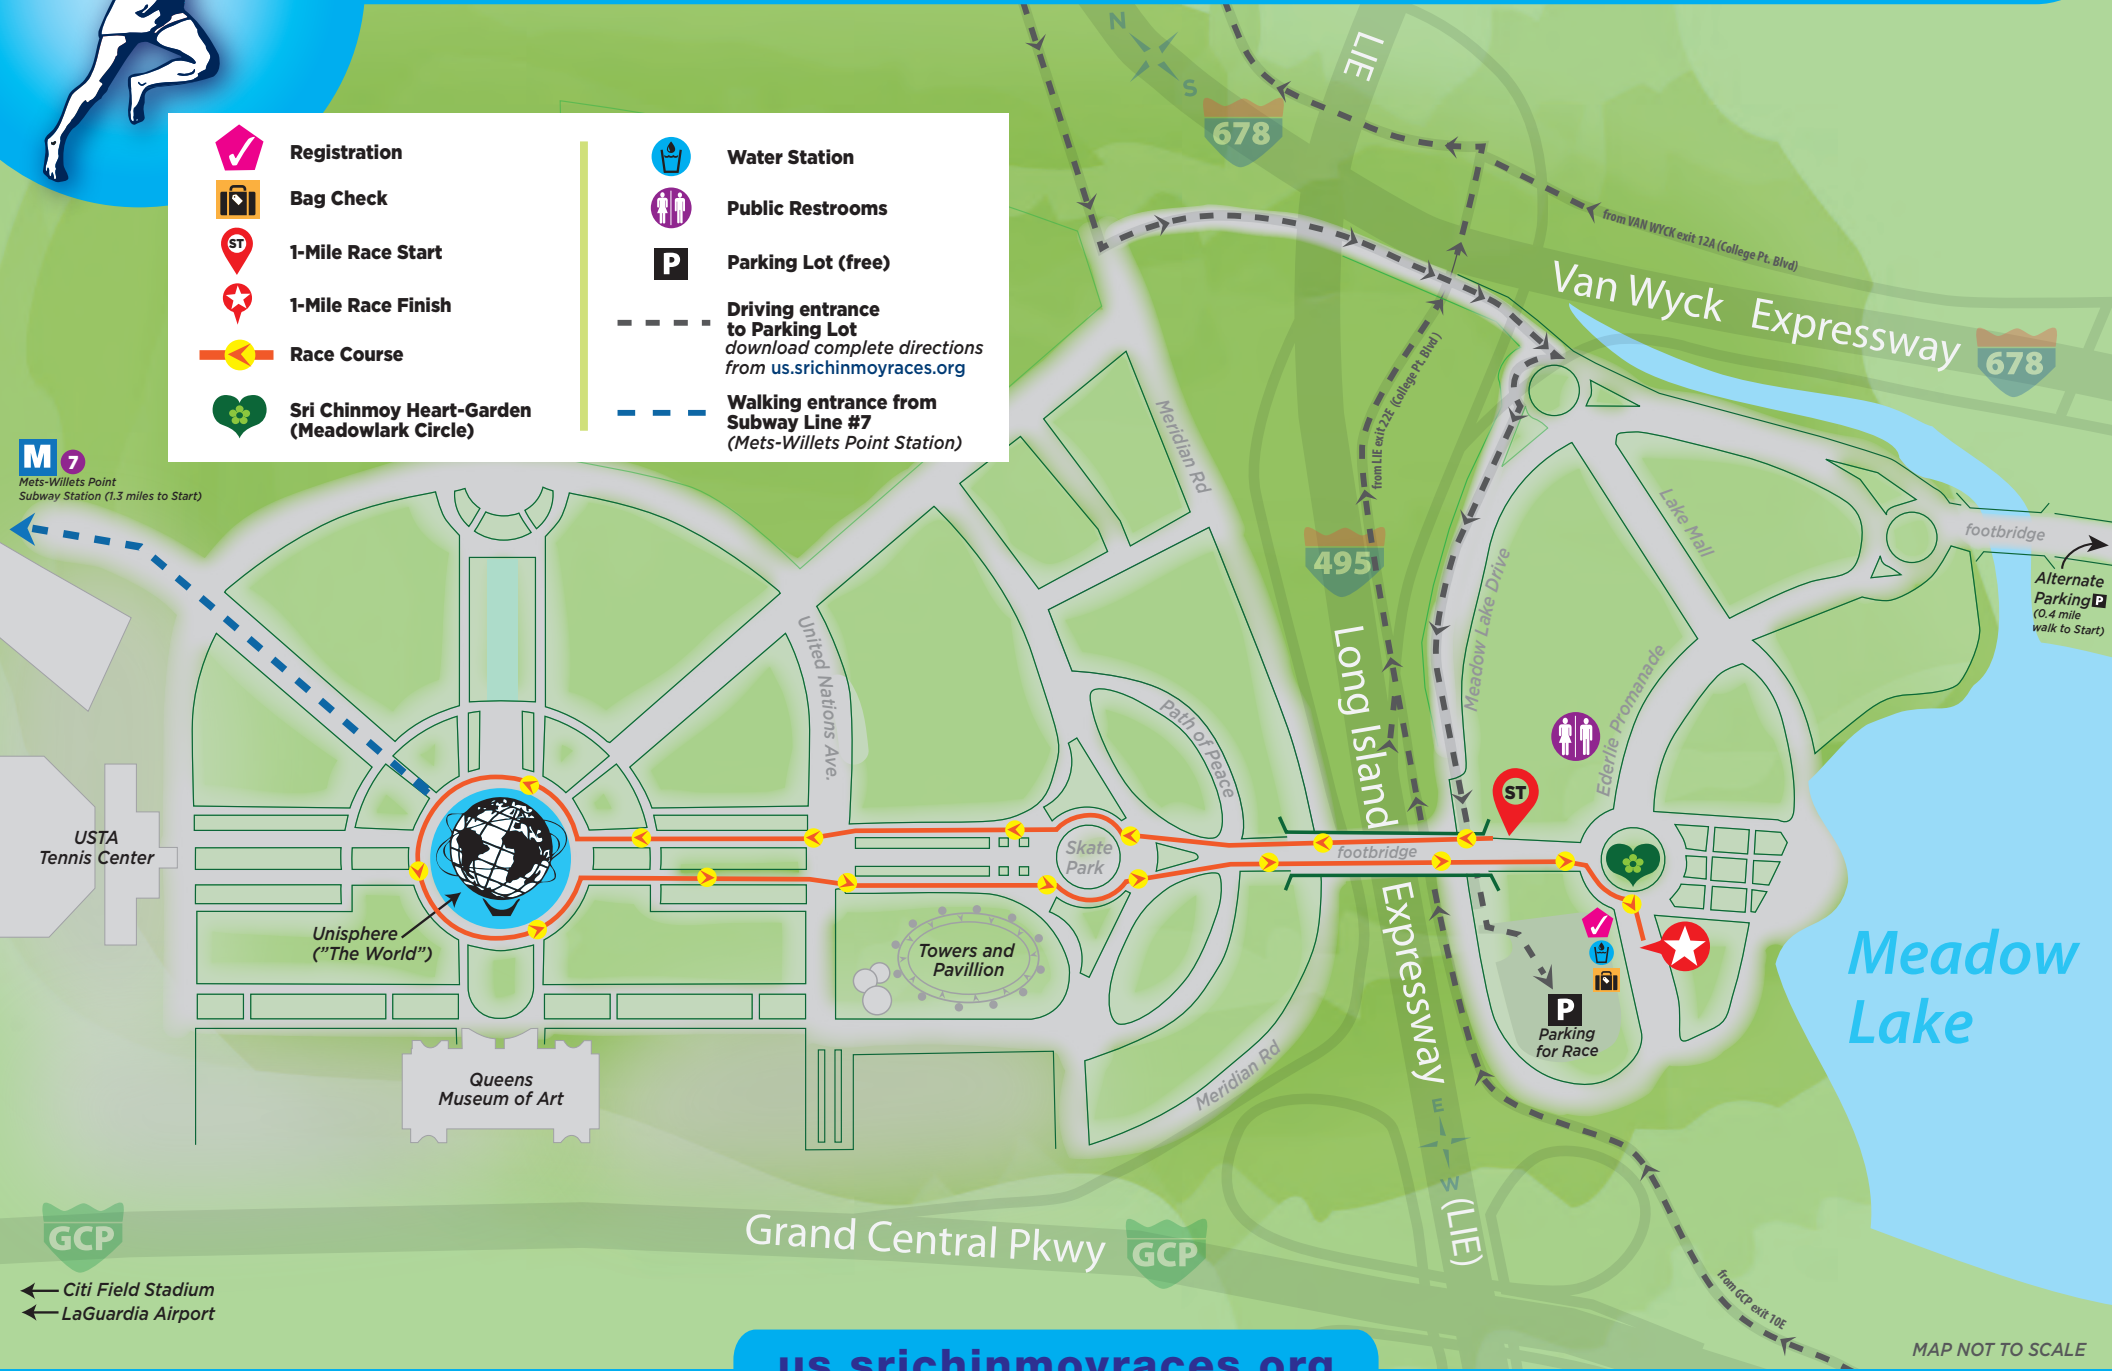 Registration
Bag Check
ST
1-Mile Race Start
1-Mile Race Finish
Race Course
Sri Chinmoy Heart-Garden
(Meadowlark Circle)
Water Station
Public Restrooms
P
Parking Lot (free)
Driving entrance
to Parking Lot
download complete directions
from us.srichinmoyraces.org
Walking entrance from
Subway Line #7
(Mets-Willets Point Station)
N
S
LIE
678
from VAN WYCK exit 12A (College Pt. Blvd)
Van Wyck Expressway
678
M 7
Mets-Willets Point
Subway Station (1.3 miles to Start)
Meridian Rd
from LIE exit 22E (College Pt. Blvd)
Lake Mall
footbridge
Alternate
Parking P
(0.4 mile
walk to Start)
495
Meadow Lake Drive
United Nations Ave.
Path of Peace
Long Island
Expressway
(LIE)
Ederlie Promanade
ST
USTA
Tennis Center
Skate
Park
footbridge
Unisphere
("The World")
Towers and
Pavillion
P
Parking
for Race
Meadow
Lake
Queens
Museum of Art
Meridian Rd
E
W
GCP
Grand Central Pkwy
GCP
Citi Field Stadium
LaGuardia Airport
from GCP exit 10E
MAP NOT TO SCALE
us.srichinmoyraces.org